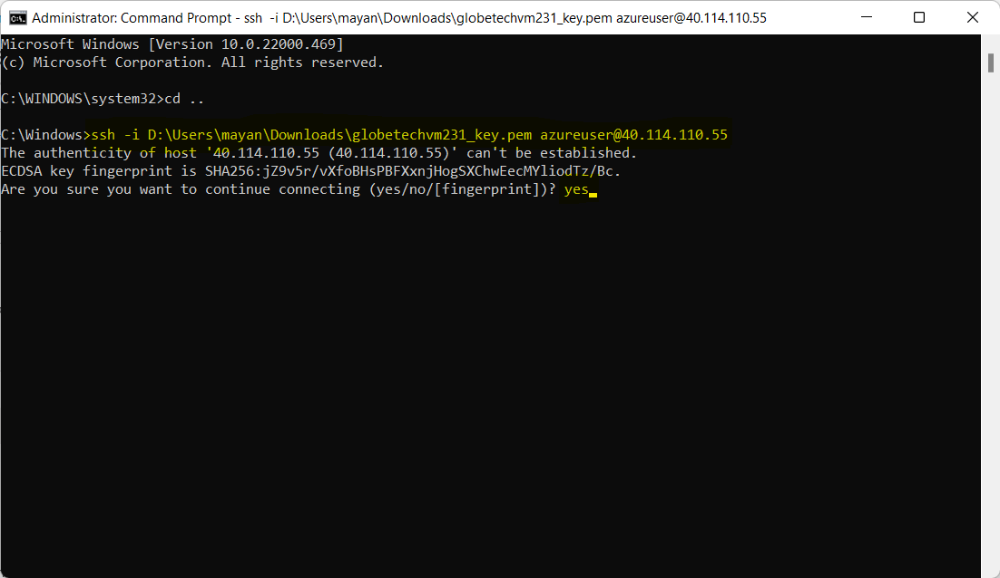 Administrator: Command Prompt - ssh -i D:\Users\mayan\Downloads\globetechvm231_key.pem azureuser@40.114.110.55
Microsoft Windows [Version 10.0.22000.469]
(c) Microsoft Corporation. All rights reserved.
C:\WINDOWS\system32>cd ..
C:\Windows>ssh -i D:\Users\mayan\Downloads\globetechvm231_key.pem azureuser@40.114.110.55
The authenticity of host '40.114.110.55 (40.114.110.55)' can't be established.
ECDSA key fingerprint is SHA256:jZ9v5r/vXfoBHsPBFXxnjHogSXChwEecMYliodTz/Bc.
Are you sure you want to continue connecting (yes/no/[fingerprint])? yes